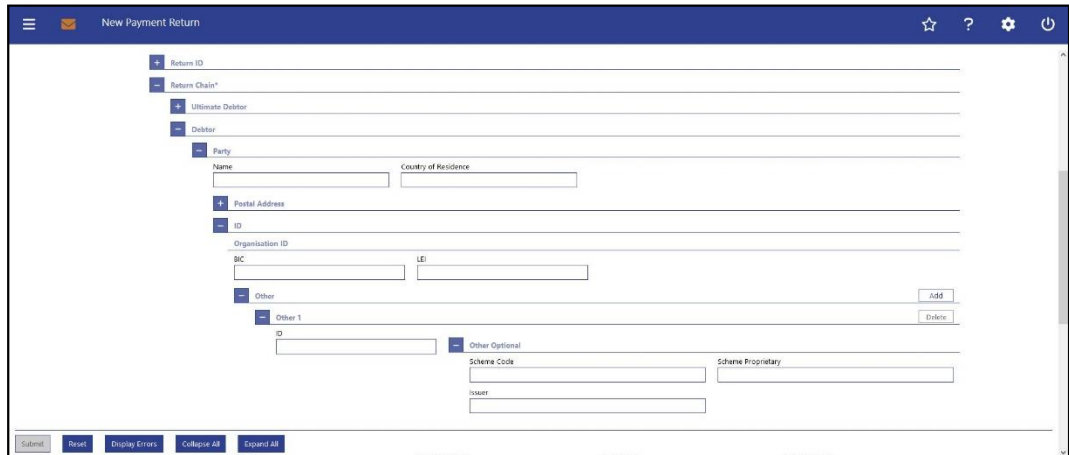 New Payment Return
?
+ Return ID
− Return Chain*
+ Ultimate Debtor
− Debtor
− Party
Name Country of Residence
+ Postal Address
− ID
Organisation ID
BIC LEI
− Other Add
− Other 1 Delete
ID − Other Optional
Scheme Code Scheme Proprietary
Issuer
Submit Reset Display Errors Collapse All Expand All